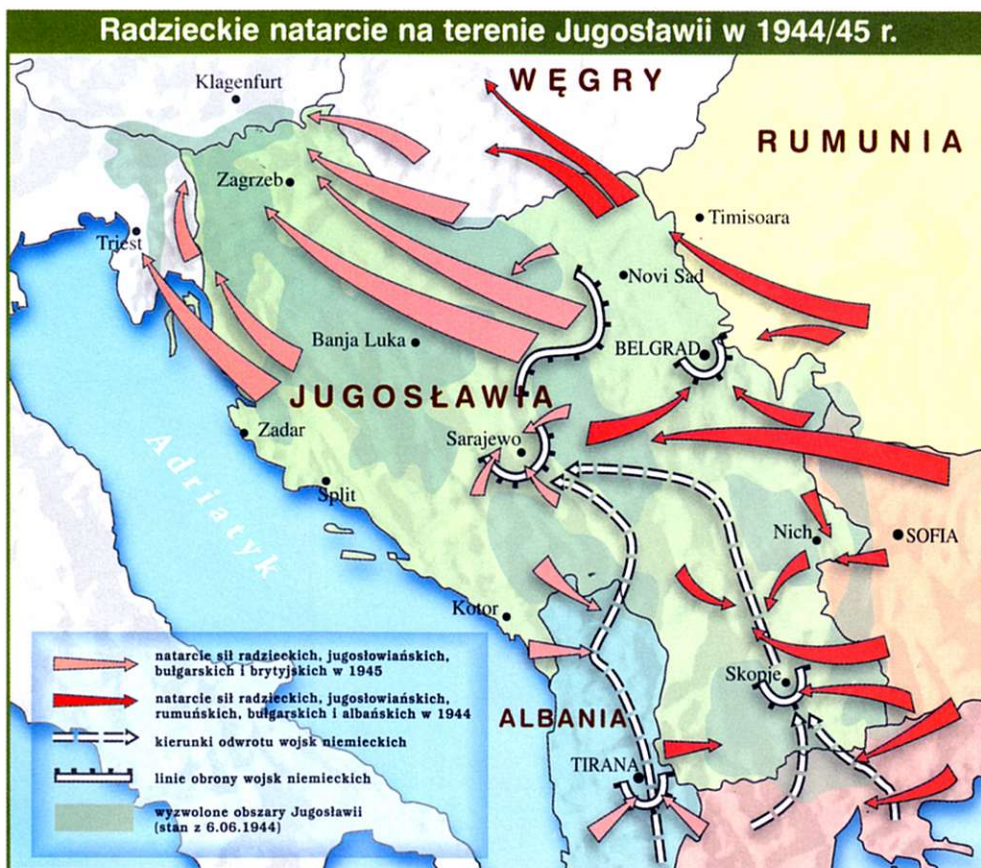 Radzieckie natarcie na terenie Jugosławii w 1944/45 r.
Klagenfurt
WĘGRY
RUMUNIA
Zagrzeb
Timisoara
Triest
Novi Sad
Banja Luka
BELGRAD
JUGOSŁAWIA
Zadar
Sarajewo
Adriatyk
Split
Nich
SOFIA
Kotor
natarcie sił radzieckich, jugosłowiańskich,
bułgarskich i brytyjskich w 1945
natarcie sił radzieckich, jugosłowiańskich,
rumuńskich, bułgarskich i albańskich w 1944
kierunki odwrotu wojsk niemieckich
linie obrony wojsk niemieckich
wyzwolone obszary Jugosławii
(stan z 6.06.1944)
Skopje
ALBANIA
TIRANA